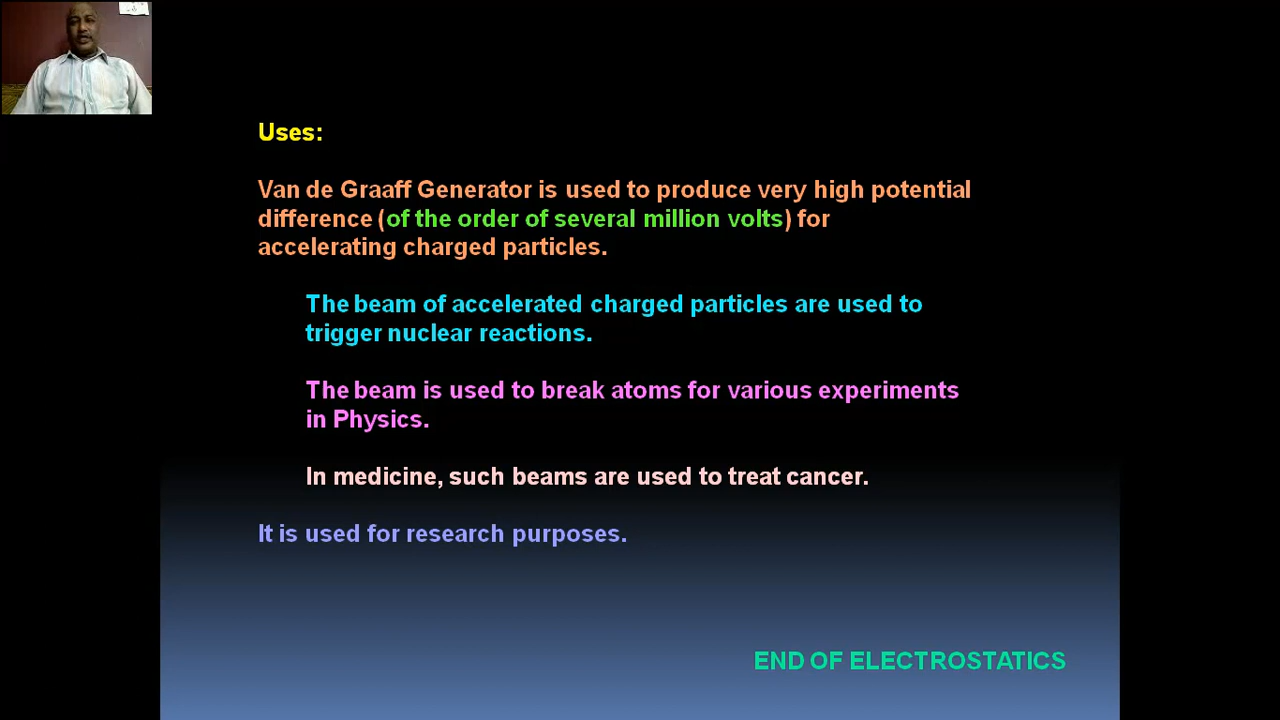 Uses:
Van de Graaff Generator is used to produce very high potential
difference (of the order of several million volts) for
accelerating charged particles.
The beam of accelerated charged particles are used to
trigger nuclear reactions.
The beam is used to break atoms for various experiments
in Physics.
In medicine, such beams are used to treat cancer.
It is used for research purposes.
END OF ELECTROSTATICS